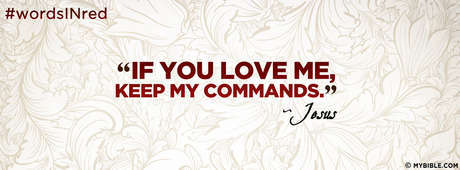 #wordsINred
“IF YOU LOVE ME,
KEEP MY COMMANDS.”
~ Jesus
© MYBIBLE.COM